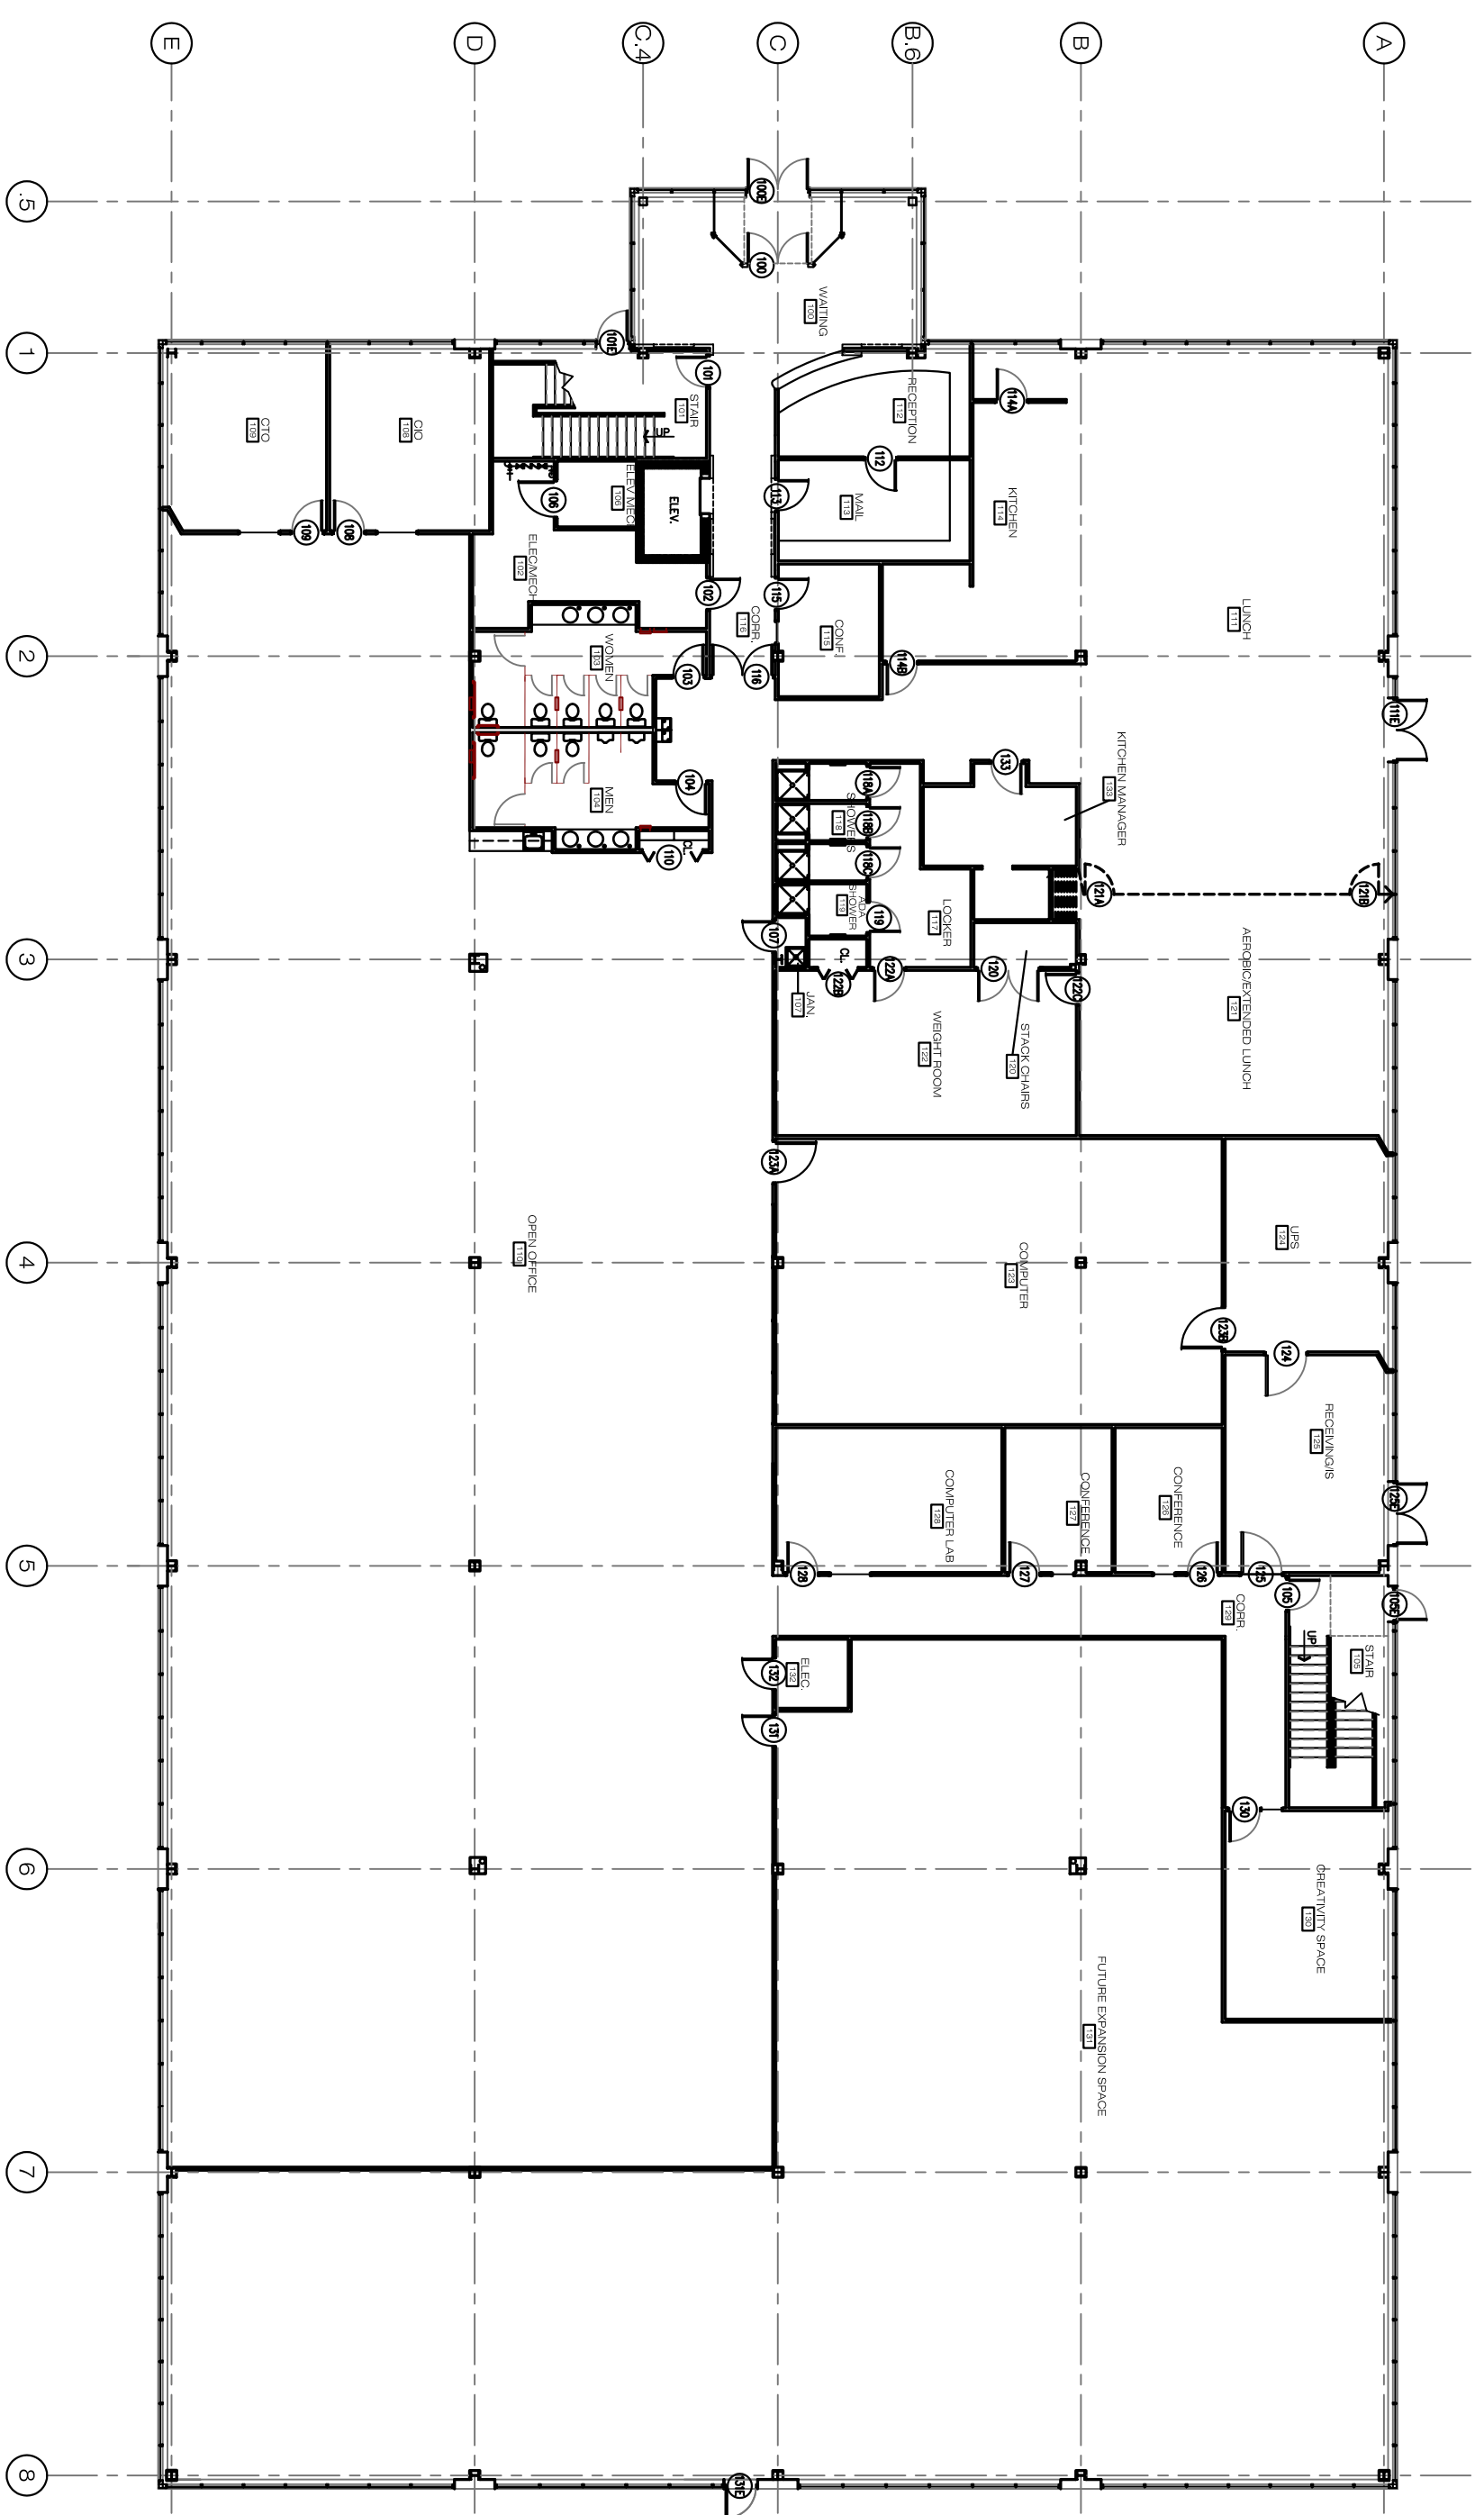 E
D
C.4
C
B.6
B
A
.5
1
2
3
4
5
6
7
8
100E
100
WAITING
100
101E
101
STAIR
101
UP
RECEPTION
112
112
114A
KITCHEN
114
MAIL
113
113
CTO
109
CIO
108
109
108
106
ELEV MECH
106
ELEV.
ELEC/MECH
102
102
115
CORR.
116
CONF.
115
LUNCH
111
WOMEN
103
103
116
114B
111E
KITCHEN MANAGER
133
133
104
MEN
104
CL.
110
118A
118B
118C
SHOWERS
118
ADA
SHOWER
119
119
LOCKER
117
121A
121B
107
CL.
122B
122A
120
122C
JAN.
107
WEIGHT ROOM
122
STACK CHAIRS
120
AEROBIC/EXTENDED LUNCH
121
123A
OPEN OFFICE
110
COMPUTER
123
UPS
124
123B
124
RECEIVING/IS
125
125E
COMPUTER LAB
128
CONFERENCE
127
CONFERENCE
126
128
127
126
125
105
105E
CORR.
129
UP
STAIR
105
132
ELEC.
132
131
130
CREATIVITY SPACE
130
FUTURE EXPANSION SPACE
131
131E